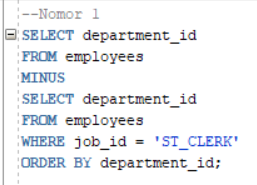 --Nomor 1
SELECT department_id
FROM employees
MINUS
SELECT department_id
FROM employees
WHERE job_id = 'ST_CLERK'
ORDER BY department_id;